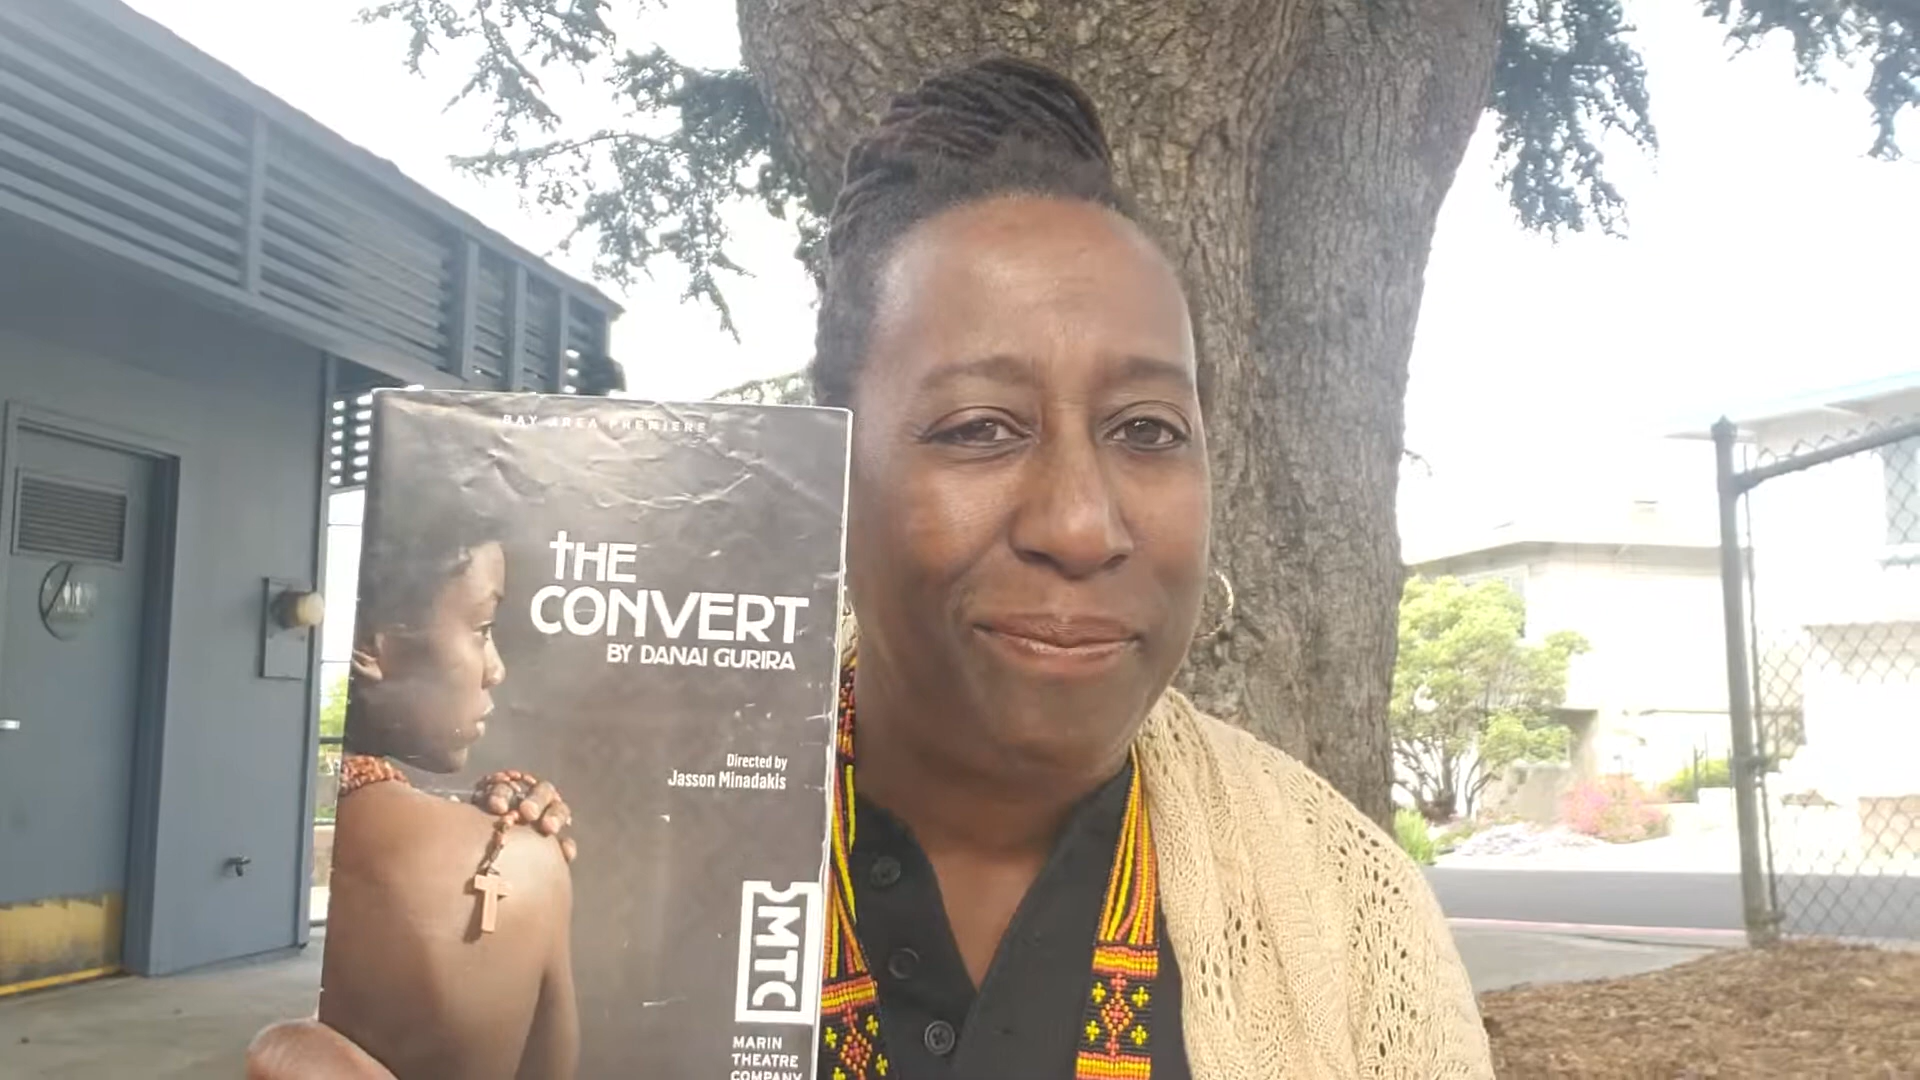 BAY AREA PREMIERE
THE
CONVERT
BY DANAI GURIRA
Directed by
Jasson Minadakis
MTC
MARIN
THEATRE
COMPANY